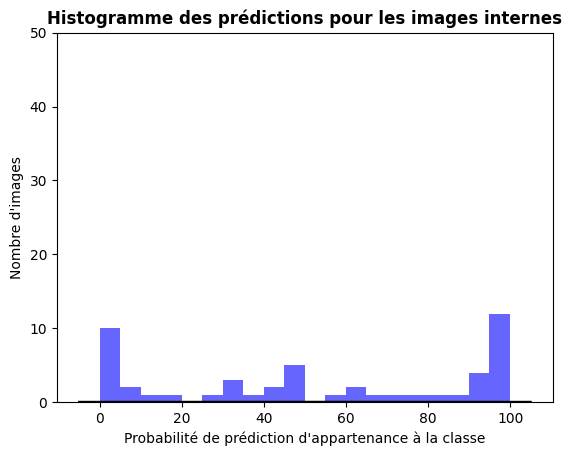 Histogramme des prédictions pour les images internes
50
40
30
20
10
0
Nombre d'images
0 20 40 60 80 100
Probabilité de prédiction d'appartenance à la classe